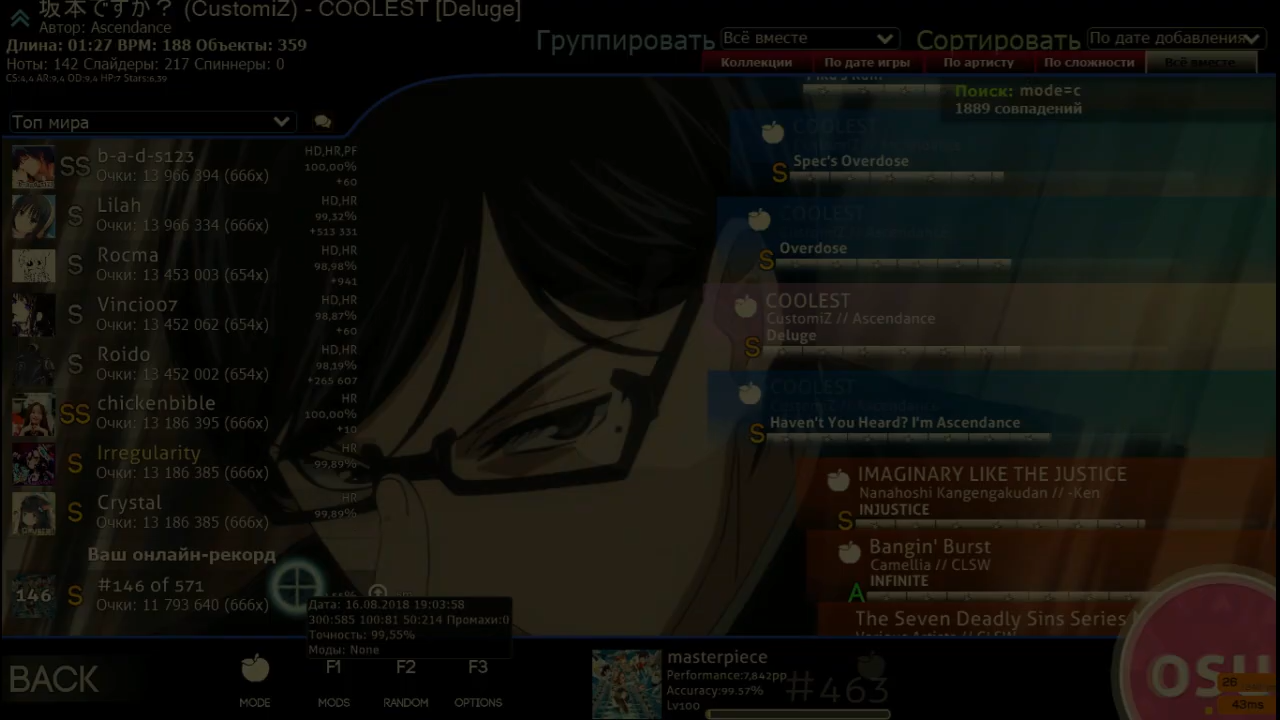 坂本ですか？ (CustomiZ) - COOLEST [Deluge]
Автор: Ascendance
Длина: 01:27 BPM: 188 Объекты: 359
Ноты: 142 Слайдеры: 217 Спиннеры: 0
CS:4,4 AR:9,4 OD:9,4 HP:7 Stars:6.39
Группировать Всё вместе Сортировать По дате добавления
Коллекции По дате игры По артисту По сложности Всё вместе
Поиск: mode=c
1889 совпадений
Топ мира
SS b-a-d-s123 HD,HR,PF
Очки: 13 966 394 (666x) 100,00%
+60
S Lilah HD,HR
Очки: 13 966 334 (666x) 99,32%
+513 331
S Rocma HD,HR
Очки: 13 453 003 (654x) 98,98%
+941
S Vinci007 HD,HR
Очки: 13 452 062 (654x) 98,87%
+60
S Roido HD,HR
Очки: 13 452 002 (654x) 98,19%
+265 607
SS chickenbible HR
Очки: 13 186 395 (666x) 100,00%
+10
S Irregularity HR
Очки: 13 186 385 (666x) 99,89%
S Crystal HR
Очки: 13 186 385 (666x) 99,89%
Ваш онлайн-рекорд
146 S #146 of 571
Очки: 11 793 640 (666x)
Дата: 16.08.2018 19:03:58
300:585 100:81 50:214 Промахи:0
Точность: 99,55%
Моды: None
COOLEST
Spec's Overdose
S
COOLEST
Overdose
S
COOLEST
CustomiZ // Ascendance
Deluge
S
COOLEST
CustomiZ // Ascendance
Haven't You Heard? I'm Ascendance
S
IMAGINARY LIKE THE JUSTICE
Nanahoshi Kangengakudan // -Ken
INJUSTICE
S
Bangin' Burst
Camellia // CLSW
INFINITE
A
The Seven Deadly Sins Series
Various Artists // CLSW
BACK
MODE
F1
MODS
F2
RANDOM
F3
OPTIONS
masterpiece
Performance:7,842pp
Accuracy:99.57%
Lv100
#463
OSU
43ms